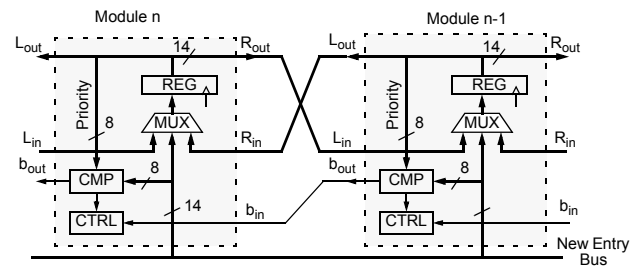 Module n
Module n-1
Lout 14 Rout Lout 14 Rout
REG REG
Priority Priority
8 MUX 8 MUX
Lin Rin Lin Rin
bout CMP 8 bout CMP 8
CTRL 14 bin CTRL bin
New Entry
Bus